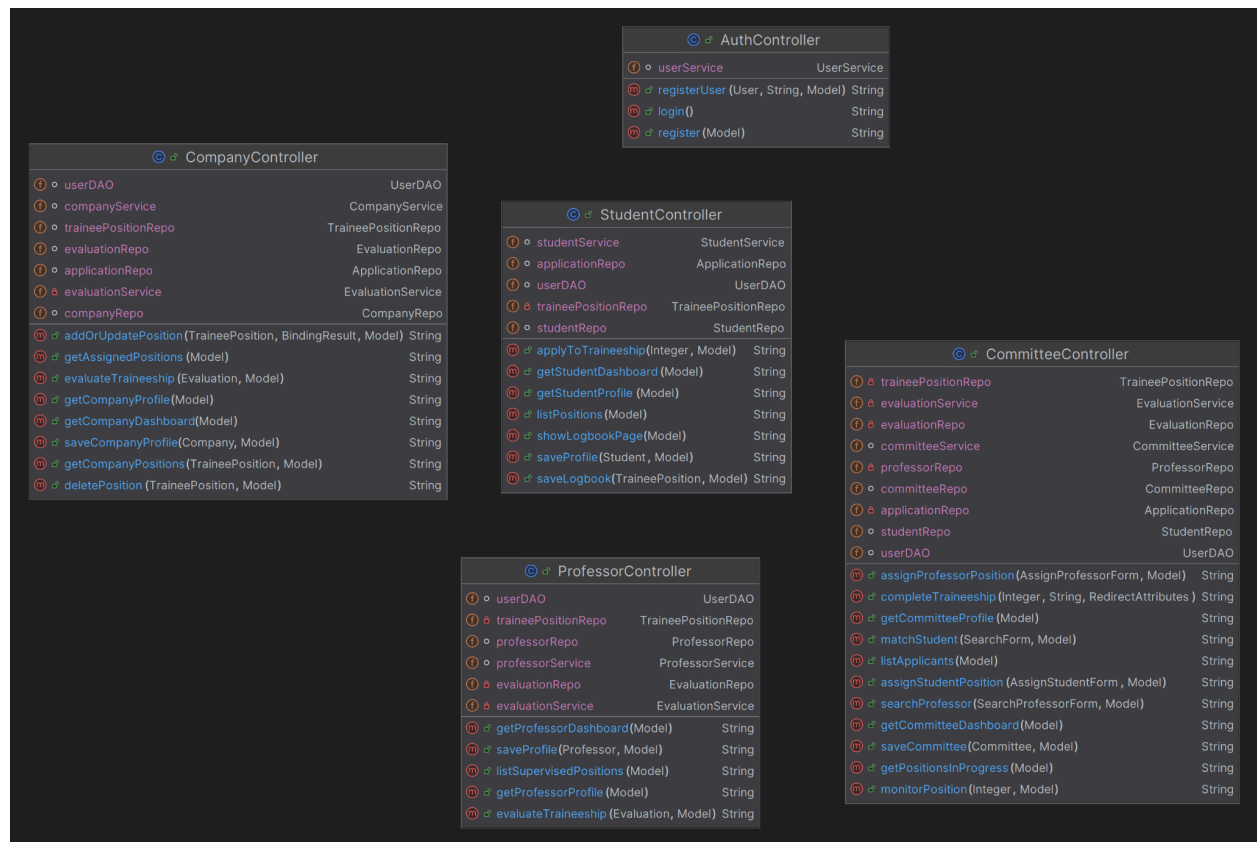 AuthController
userService UserService
registerUser(User, String, Model) String
login() String
register(Model) String
CompanyController
userDAO UserDAO
companyService CompanyService
traineePositionRepo TraineePositionRepo
evaluationRepo EvaluationRepo
applicationRepo ApplicationRepo
evaluationService EvaluationService
companyRepo CompanyRepo
addOrUpdatePosition(TraineePosition, BindingResult, Model) String
getAssignedPositions(Model) String
evaluateTraineeship(Evaluation, Model) String
getCompanyProfile(Model) String
getCompanyDashboard(Model) String
saveCompanyProfile(Company, Model) String
getCompanyPositions(TraineePosition, Model) String
deletePosition(TraineePosition, Model) String
StudentController
studentService StudentService
applicationRepo ApplicationRepo
userDAO UserDAO
traineePositionRepo TraineePositionRepo
studentRepo StudentRepo
applyToTraineeship(Integer, Model) String
getStudentDashboard(Model) String
getStudentProfile(Model) String
listPositions(Model) String
showLogbookPage(Model) String
saveProfile(Student, Model) String
saveLogbook(TraineePosition, Model) String
CommitteeController
traineePositionRepo TraineePositionRepo
evaluationService EvaluationService
evaluationRepo EvaluationRepo
committeeService CommitteeService
professorRepo ProfessorRepo
committeeRepo CommitteeRepo
applicationRepo ApplicationRepo
studentRepo StudentRepo
userDAO UserDAO
assignProfessorPosition(AssignProfessorForm, Model) String
completeTraineeship(Integer, String, RedirectAttributes) String
getCommitteeProfile(Model) String
matchStudent(SearchForm, Model) String
listApplicants(Model) String
assignStudentPosition(AssignStudentForm, Model) String
searchProfessor(SearchProfessorForm, Model) String
getCommitteeDashboard(Model) String
saveCommittee(Committee, Model) String
getPositionsInProgress(Model) String
monitorPosition(Integer, Model) String
ProfessorController
userDAO UserDAO
traineePositionRepo TraineePositionRepo
professorRepo ProfessorRepo
professorService ProfessorService
evaluationRepo EvaluationRepo
evaluationService EvaluationService
getProfessorDashboard(Model) String
saveProfile(Professor, Model) String
listSupervisedPositions(Model) String
getProfessorProfile(Model) String
evaluateTraineeship(Evaluation, Model) String